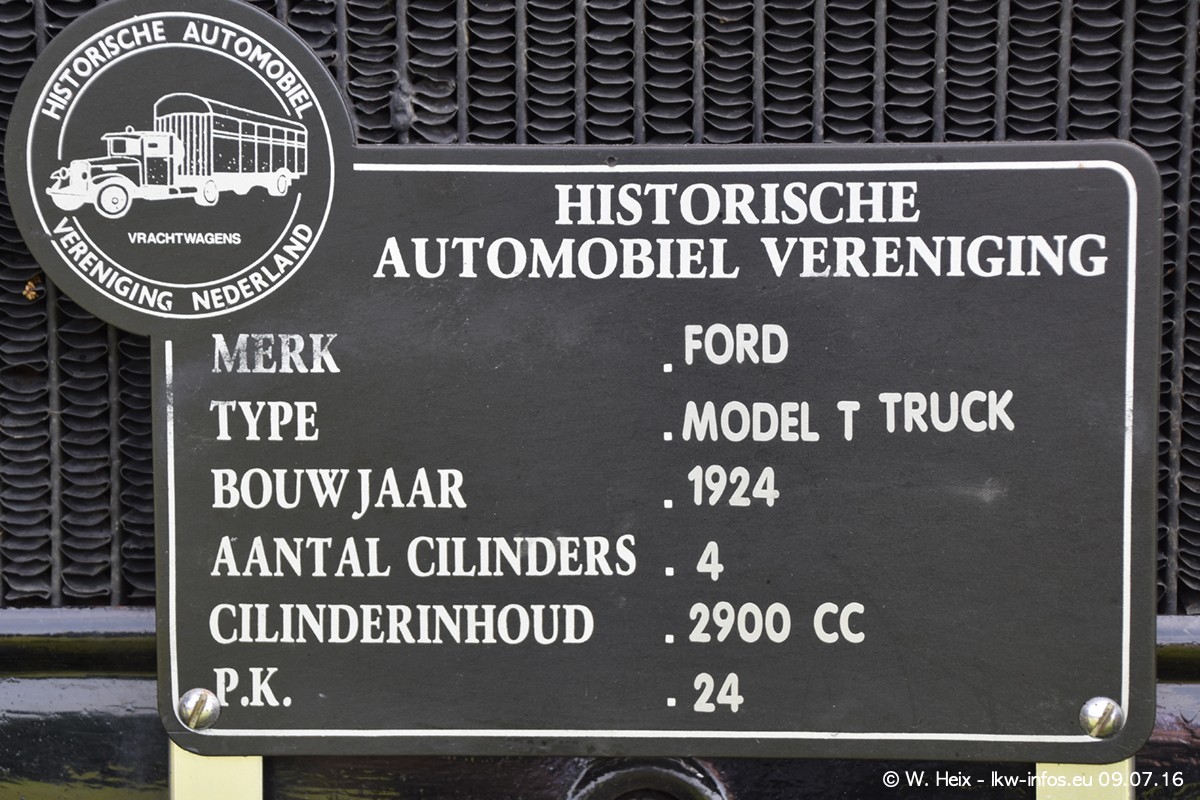 HISTORISCHE AUTOMOBIEL
VRACHTWAGENS
VERENIGING NEDERLAND
HISTORISCHE
AUTOMOBIEL VERENIGING
MERK . FORD
TYPE . MODEL T TRUCK
BOUWJAAR . 1924
AANTAL CILINDERS . 4
CILINDERINHOUD . 2900 CC
P.K. . 24
© W. Heix - lkw-infos.eu 09.07.16